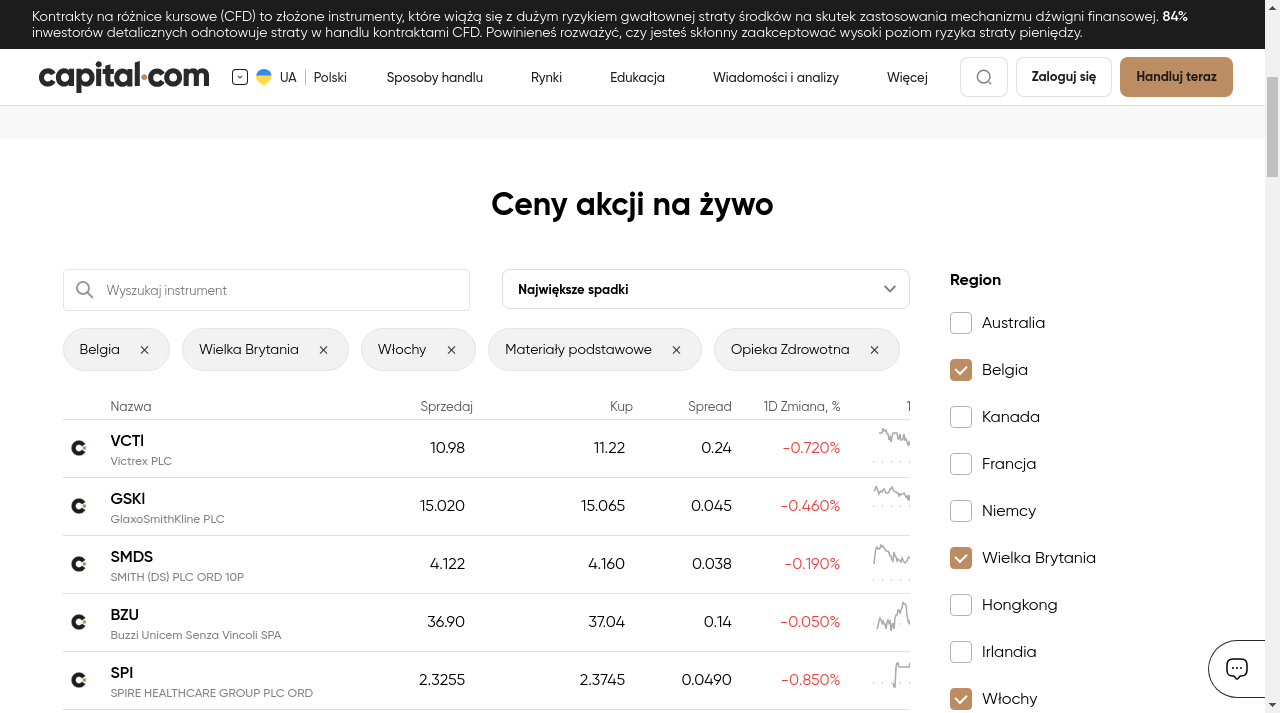 Kontrakty na różnice kursowe (CFD) to złożone instrumenty, które wiążą się z dużym ryzykiem gwałtownej straty środków na skutek zastosowania mechanizmu dźwigni finansowej. 84%
inwestorów detalicznych odnotowuje straty w handlu kontraktami CFD. Powinieneś rozważyć, czy jesteś skłonny zaakceptować wysoki poziom ryzyka straty pieniędzy.
capital.com UA Polski Sposoby handlu Rynki Edukacja Wiadomości i analizy Więcej Zaloguj się Handluj teraz
Ceny akcji na żywo
Wyszukaj instrument
Największe spadki
Belgia Wielka Brytania Włochy Materiały podstawowe Opieka Zdrowotna
Nazwa Sprzedaj Kup Spread 1D Zmiana, % 1
VCTl 10.98 11.22 0.24 -0.720%
Victrex PLC
GSKl 15.020 15.065 0.045 -0.460%
GlaxoSmithKline PLC
SMDS 4.122 4.160 0.038 -0.190%
SMITH (DS) PLC ORD 10P
BZU 36.90 37.04 0.14 -0.050%
Buzzi Unicem Senza Vincoli SPA
SPI 2.3255 2.3745 0.0490 -0.850%
SPIRE HEALTHCARE GROUP PLC ORD
Region
Australia
Belgia
Kanada
Francja
Niemcy
Wielka Brytania
Hongkong
Irlandia
Włochy